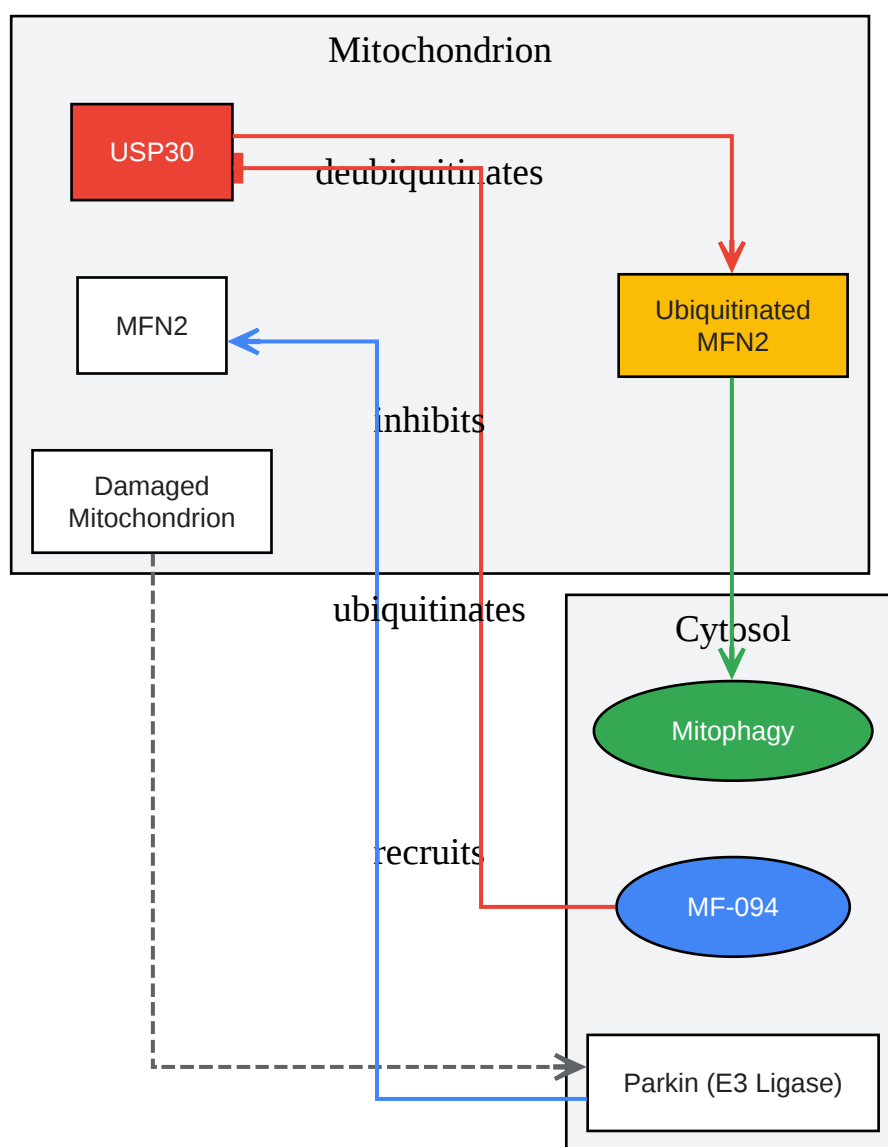 Mitochondrion
USP30
deubiquitinates
MFN2
Ubiquitinated
MFN2
inhibits
Damaged
Mitochondrion
ubiquitinates
Cytosol
Mitophagy
recruits
MF-094
Parkin (E3 Ligase)